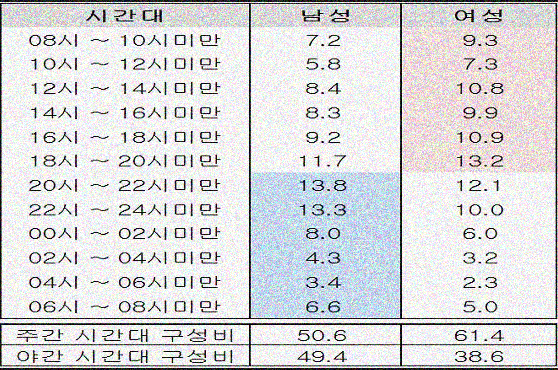 시간대 남성 여성
08시 ~ 10시미만 7.2 9.3
10시 ~ 12시미만 5.8 7.3
12시 ~ 14시미만 8.4 10.8
14시 ~ 16시미만 8.3 9.9
16시 ~ 18시미만 9.2 10.9
18시 ~ 20시미만 11.7 13.2
20시 ~ 22시미만 13.8 12.1
22시 ~ 24시미만 13.3 10.0
00시 ~ 02시미만 8.0 6.0
02시 ~ 04시미만 4.3 3.2
04시 ~ 06시미만 3.4 2.3
06시 ~ 08시미만 6.6 5.0
주간 시간대 구성비 50.6 61.4
야간 시간대 구성비 49.4 38.6